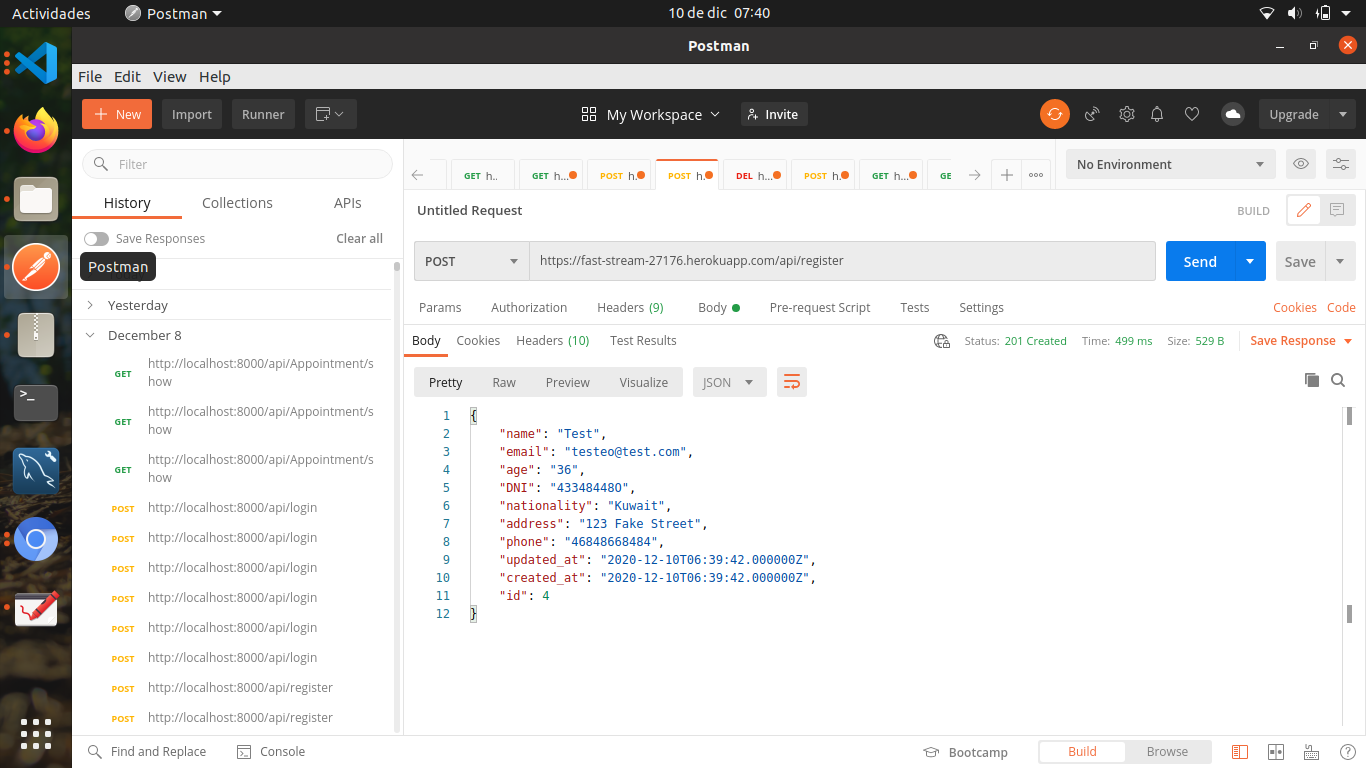 Actividades Postman 10 de dic 07:40
Postman
File Edit View Help
New Import Runner My Workspace Invite Upgrade
Filter
GET h.. GET h... POST h. POST h. DEL h... POST h. GET h... GE
No Environment
History Collections APIs
Untitled Request BUILD
Save Responses Clear all
Postman
POST https://fast-stream-27176.herokuapp.com/api/register Send Save
Yesterday
Params Authorization Headers (9) Body Pre-request Script Tests Settings Cookies Code
December 8
Body Cookies Headers (10) Test Results Status: 201 Created Time: 499 ms Size: 529 B Save Response
GET http://localhost:8000/api/Appointment/s
how
GET http://localhost:8000/api/Appointment/s
how
GET http://localhost:8000/api/Appointment/s
how
POST http://localhost:8000/api/login
POST http://localhost:8000/api/login
POST http://localhost:8000/api/login
POST http://localhost:8000/api/login
POST http://localhost:8000/api/login
POST http://localhost:8000/api/login
POST http://localhost:8000/api/register
POST http://localhost:8000/api/register
Pretty Raw Preview Visualize JSON
1 {
2 "name": "Test",
3 "email": "testeo@test.com",
4 "age": "36",
5 "DNI": "43348448O",
6 "nationality": "Kuwait",
7 "address": "123 Fake Street",
8 "phone": "46848668484",
9 "updated_at": "2020-12-10T06:39:42.000000Z",
10 "created_at": "2020-12-10T06:39:42.000000Z",
11 "id": 4
12 }
Find and Replace Console Bootcamp Build Browse